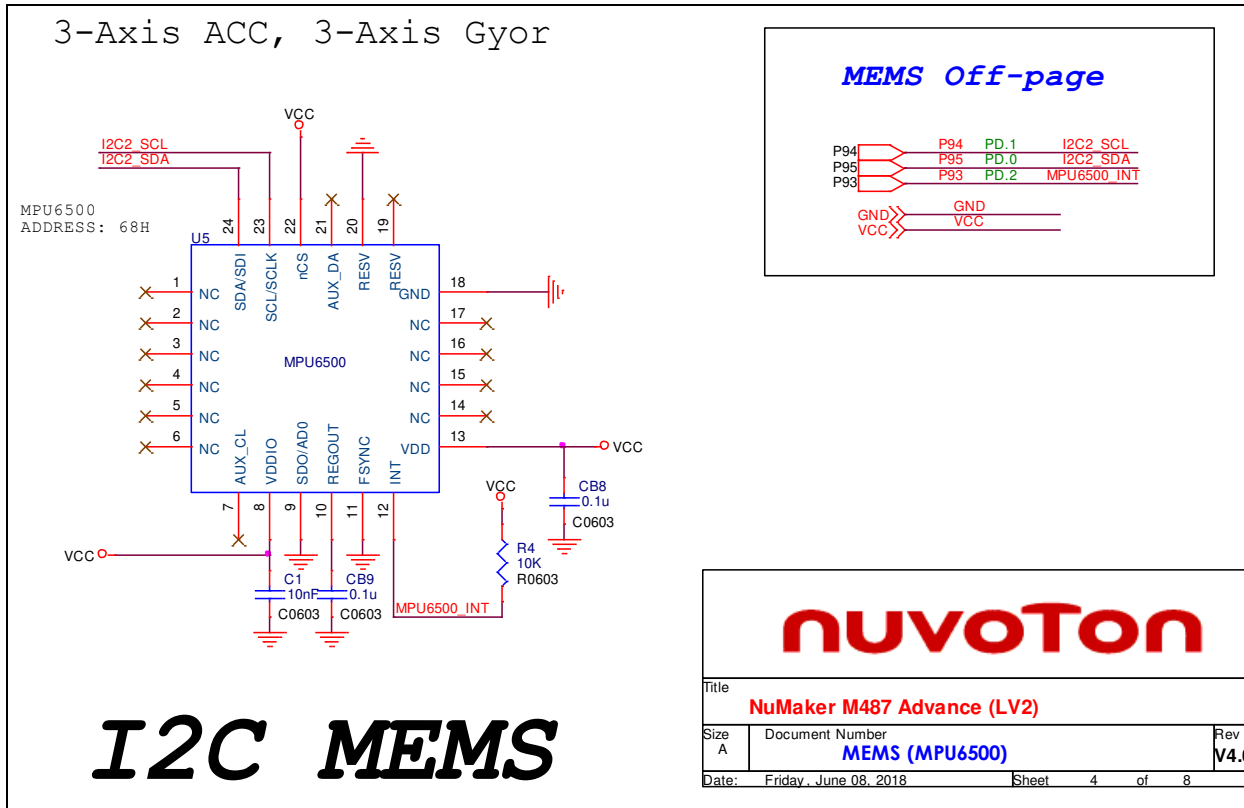 3-Axis ACC, 3-Axis Gyor
MEMS Off-page
P94 P94 PD.1 I2C2_SCL
P95 P95 PD.0 I2C2_SDA
P93 P93 PD.2 MPU6500_INT
GND GND
VCC VCC
VCC
I2C2_SCL
I2C2_SDA
MPU6500
ADDRESS: 68H
U5
24 23 22 21 20 19
SDA/SDI SCL/SCLK nCS AUX_DA RESV RESV
1 NC GND 18
2 NC NC 17
3 NC NC 16
MPU6500
4 NC NC 15
5 NC NC 14
6 NC VDD 13
VCC
AUX_CL VDDIO SDO/AD0 REGOUT FSYNC INT
7 8 9 10 11 12
VCC
CB8
0.1u
C0603
VCC
R4
10K
R0603
C1
10nF
C0603
CB9
0.1u
C0603
MPU6500_INT
I2C MEMS
nuvoTon
Title
NuMaker M487 Advance (LV2)
Size Document Number Rev
A MEMS (MPU6500)
Date: Friday, June 08, 2018 Sheet 4 of 8